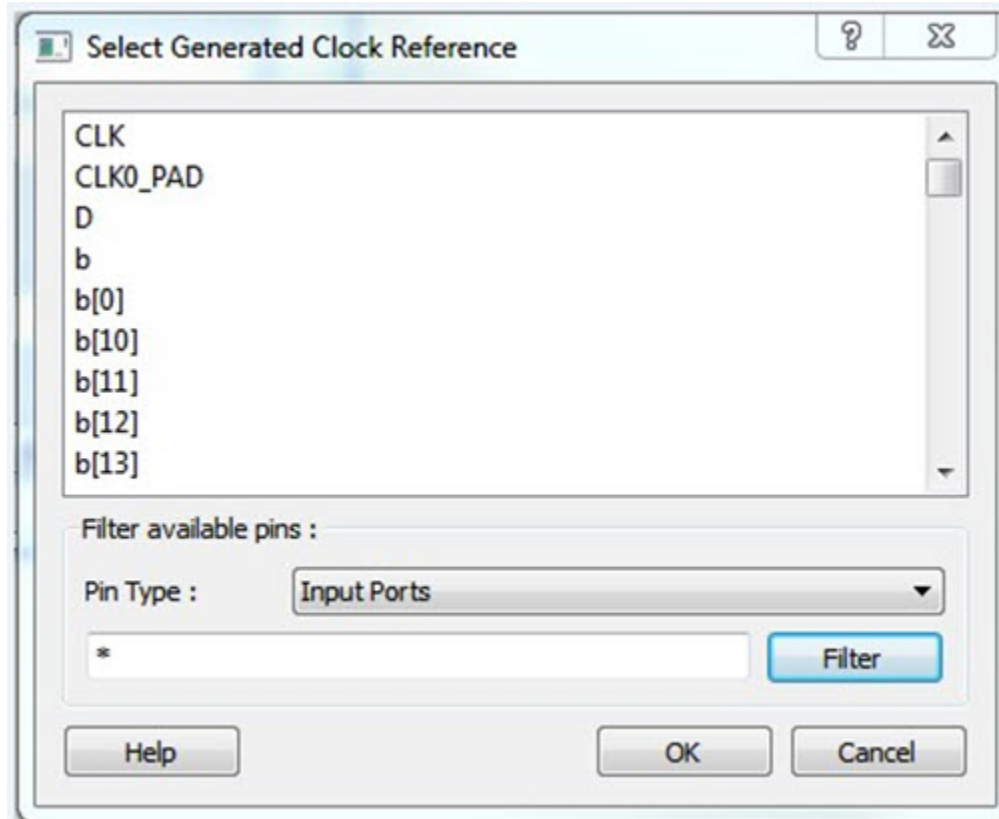 Select Generated Clock Reference
CLK
CLK0_PAD
D
b
b[0]
b[10]
b[11]
b[12]
b[13]
Filter available pins :
Pin Type : Input Ports
* Filter
Help OK Cancel